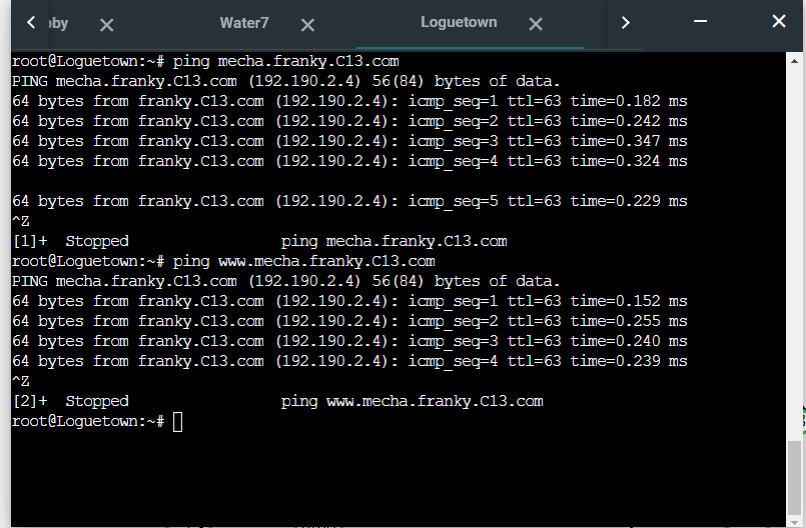 oby
Water7
Loguetown
root@Loguetown:~# ping mecha.franky.C13.com
PING mecha.franky.C13.com (192.190.2.4) 56(84) bytes of data.
64 bytes from franky.C13.com (192.190.2.4): icmp_seq=1 ttl=63 time=0.182 ms
64 bytes from franky.C13.com (192.190.2.4): icmp_seq=2 ttl=63 time=0.242 ms
64 bytes from franky.C13.com (192.190.2.4): icmp_seq=3 ttl=63 time=0.347 ms
64 bytes from franky.C13.com (192.190.2.4): icmp_seq=4 ttl=63 time=0.324 ms
64 bytes from franky.C13.com (192.190.2.4): icmp_seq=5 ttl=63 time=0.229 ms
^Z
[1]+  Stopped                 ping mecha.franky.C13.com
root@Loguetown:~# ping www.mecha.franky.C13.com
PING mecha.franky.C13.com (192.190.2.4) 56(84) bytes of data.
64 bytes from franky.C13.com (192.190.2.4): icmp_seq=1 ttl=63 time=0.152 ms
64 bytes from franky.C13.com (192.190.2.4): icmp_seq=2 ttl=63 time=0.255 ms
64 bytes from franky.C13.com (192.190.2.4): icmp_seq=3 ttl=63 time=0.240 ms
64 bytes from franky.C13.com (192.190.2.4): icmp_seq=4 ttl=63 time=0.239 ms
^Z
[2]+  Stopped                 ping www.mecha.franky.C13.com
root@Loguetown:~#